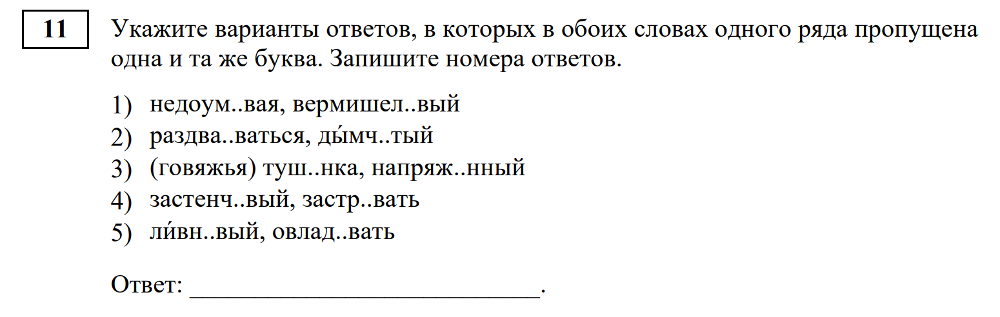 11 Укажите варианты ответов, в которых в обоих словах одного ряда пропущена
одна и та же буква. Запишите номера ответов.
1) недоум..вая, вермишел..вый
2) раздва..ваться, ды́мч..тый
3) (говяжья) туш..нка, напряж..нный
4) застенч..вый, застр..вать
5) ли́вн..вый, овлад..вать
Ответ: ___________________________.